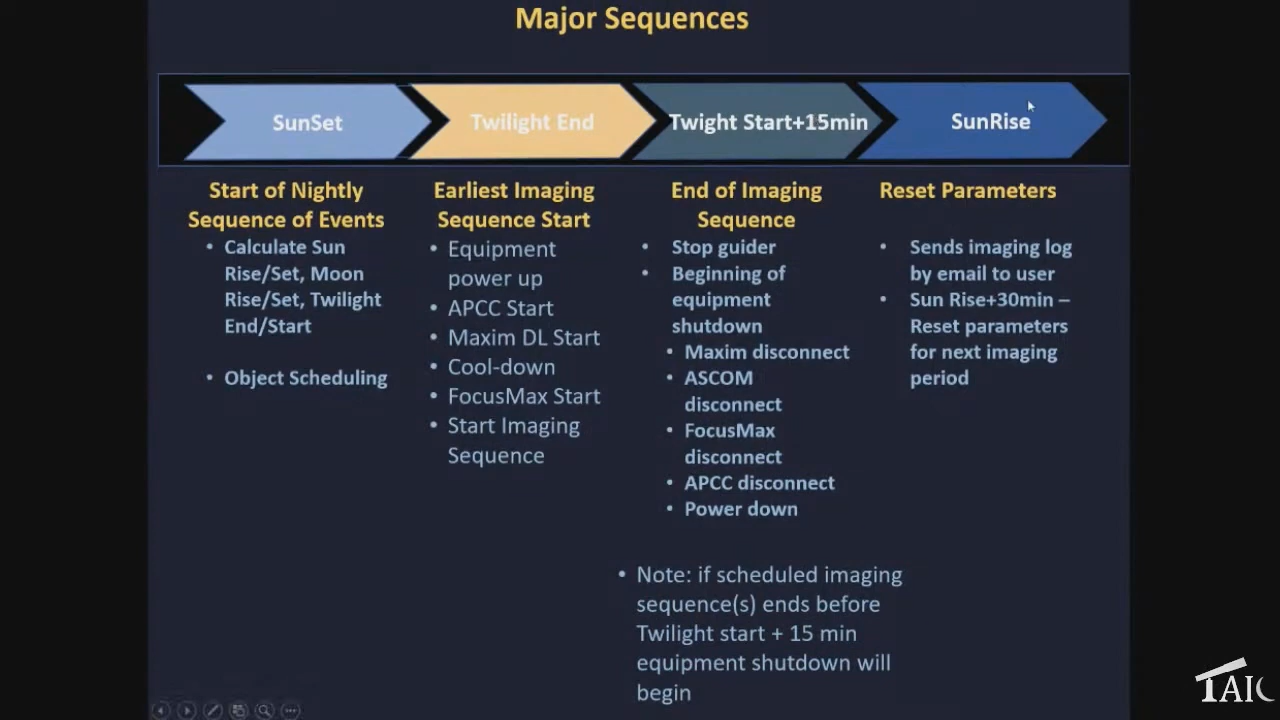 Major Sequences
SunSet
Twilight End
Twight Start+15min
SunRise
Start of Nightly
Sequence of Events
• Calculate Sun
Rise/Set, Moon
Rise/Set, Twilight
End/Start
• Object Scheduling
Earliest Imaging
Sequence Start
• Equipment
power up
• APCC Start
• Maxim DL Start
• Cool-down
• FocusMax Start
• Start Imaging
Sequence
End of Imaging
Sequence
• Stop guider
• Beginning of
equipment
shutdown
• Maxim disconnect
• ASCOM
disconnect
• FocusMax
disconnect
• APCC disconnect
• Power down
• Note: if scheduled imaging
sequence(s) ends before
Twilight start + 15 min
equipment shutdown will
begin
Reset Parameters
• Sends imaging log
by email to user
• Sun Rise+30min –
Reset parameters
for next imaging
period
TAIC